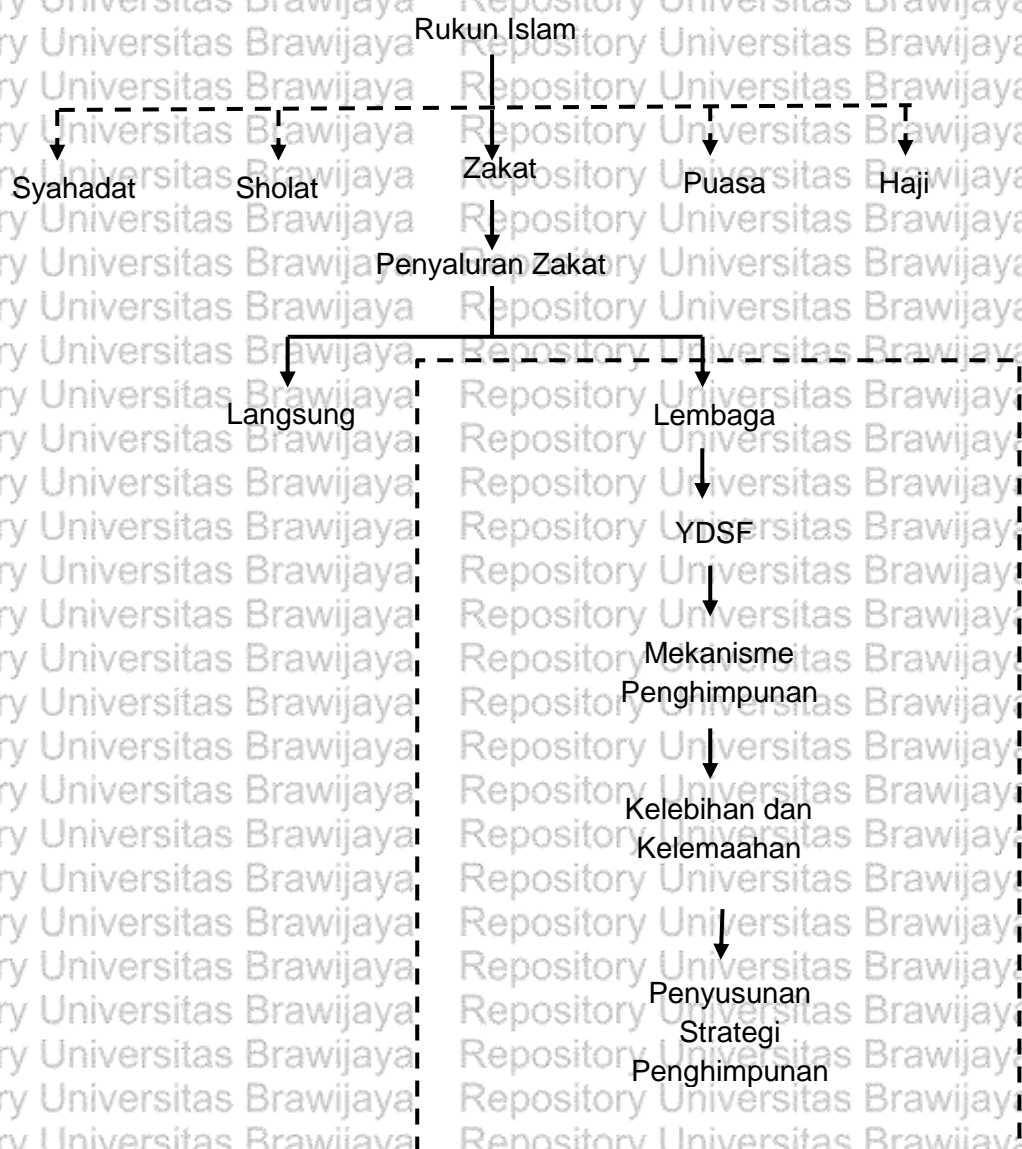 Rukun Islam
Syahadat Sholat Zakat Puasa Haji
Penyaluran Zakat
Langsung Lembaga
YDSF
Mekanisme
Penghimpunan
Kelebihan dan
Kelemaahan
Penyusunan
Strategi
Penghimpunan